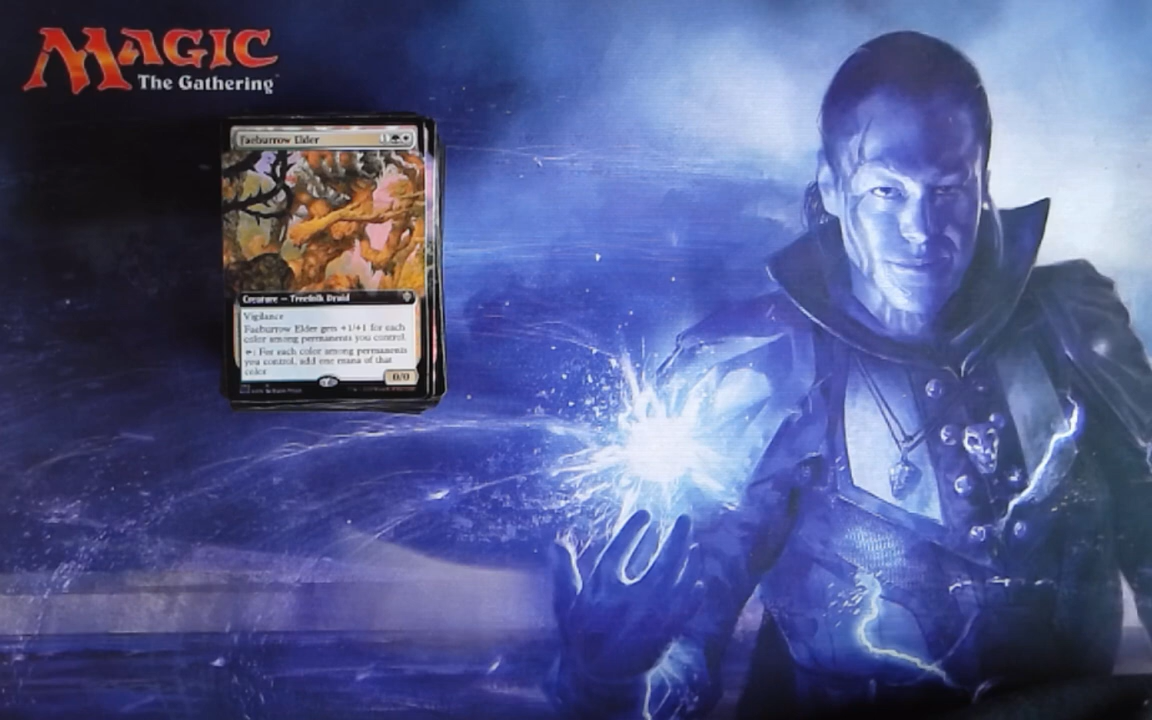 MAGIC
The Gathering
Faeburrow Elder
1
Creature — Treefolk Druid
Vigilance
Faeburrow Elder gets +1/+1 for each
color among permanents you control.
: For each color among permanents
you control, add one mana of that
color
0/0